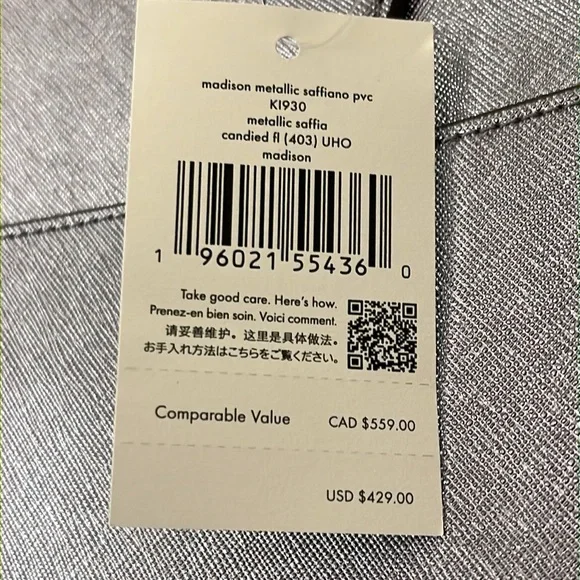 madison metallic saffiano pvc
KI930
metallic saffia
candied fl (403) UHO
madison
1 96021 55436 0
Take good care. Here's how.
Prenez-en bien soin. Voici comment.
请妥善维护。这里是具体做法。
お手入れ方法はこちらをご覧ください。
Comparable Value CAD $559.00
USD $429.00